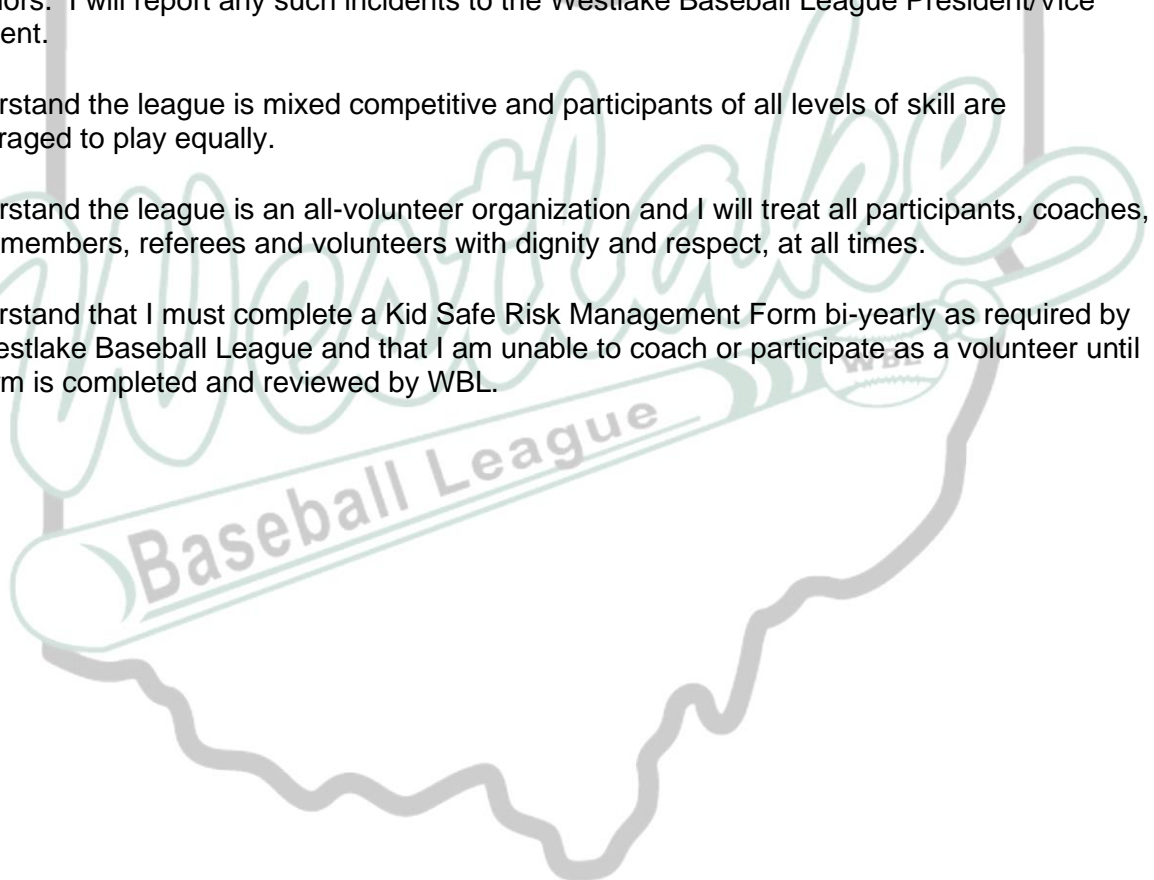 ors. I will report any such incidents to the Westlake Baseball League President/Vice
ent.
rstand the league is mixed competitive and participants of all levels of skill are
raged to play equally.
rstand the league is an all-volunteer organization and I will treat all participants, coaches,
members, referees and volunteers with dignity and respect, at all times.
rstand that I must complete a Kid Safe Risk Management Form bi-yearly as required by
estlake Baseball League and that I am unable to coach or participate as a volunteer until
rm is completed and reviewed by WBL.
Westlake
WBL
Baseball League